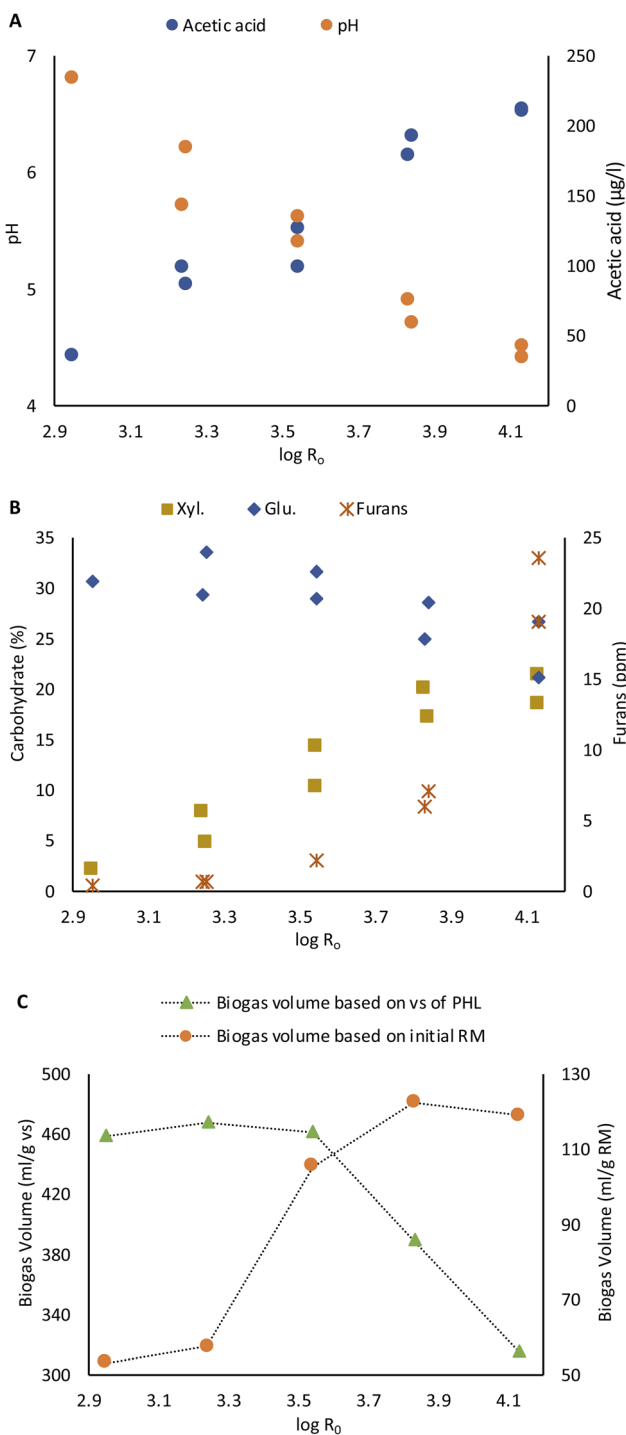 A
Acetic acid
pH
7
6
5
4
pH
250
200
150
100
50
0
Acetic acid (µg/l)
2.9
3.1
3.3
3.5
3.7
3.9
4.1
log Ro
B
Xyl.
Glu.
Furans
35
30
25
20
15
10
5
0
Carbohydrate (%)
25
20
15
10
5
0
Furans (ppm)
2.9
3.1
3.3
3.5
3.7
3.9
4.1
log Ro
C
Biogas volume based on vs of PHL
Biogas volume based on initial RM
500
460
420
380
340
300
Biogas Volume (ml/g vs)
130
110
90
70
50
Biogas Volume (ml/g RM)
2.9
3.1
3.3
3.5
3.7
3.9
4.1
log R0